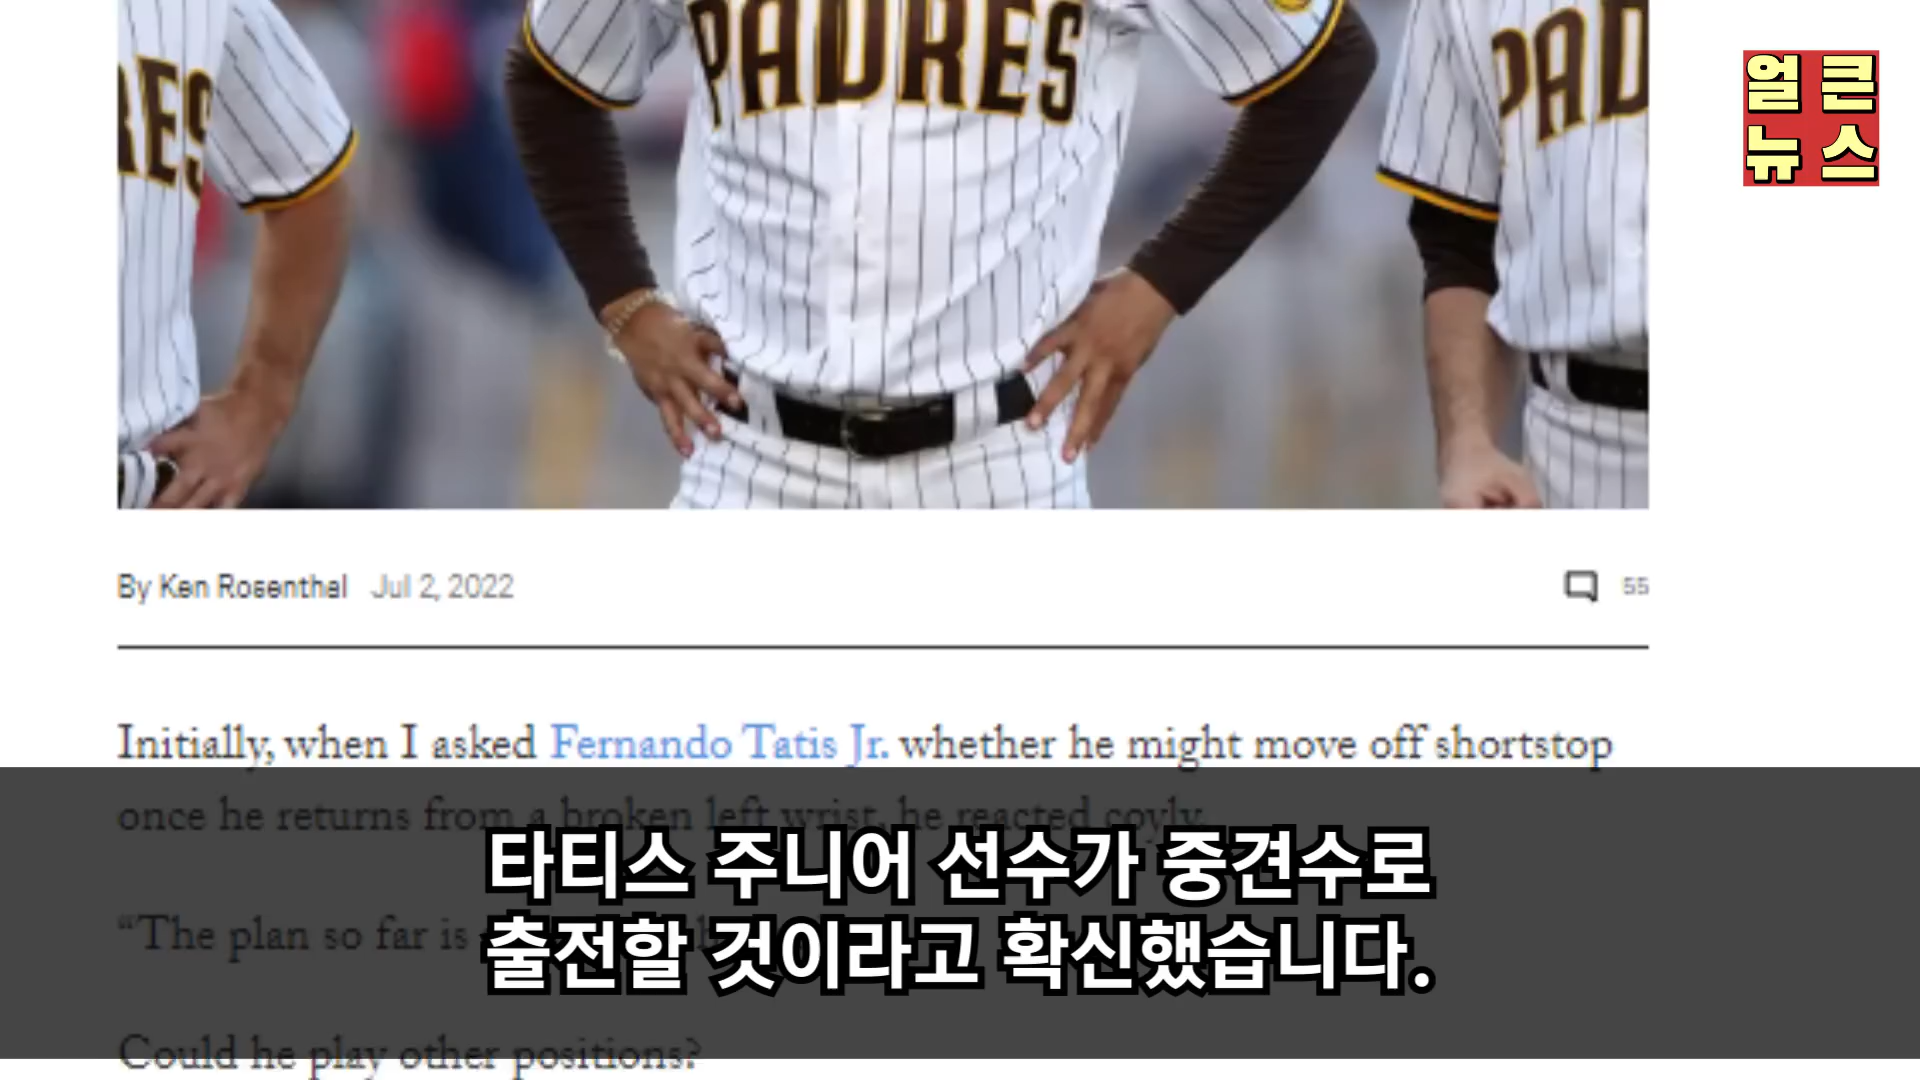 RES
PADRES
PAD
얼큰
뉴스
By Ken Rosenthal Jul 2, 2022
55
Initially, when I asked Fernando Tatis Jr. whether he might move off shortstop
once he returns from a broken left wrist, he reacted coyly.
타티스 주니어 선수가 중견수로
“The plan so far is
출전할 것이라고 확신했습니다.
Could he play other positions?